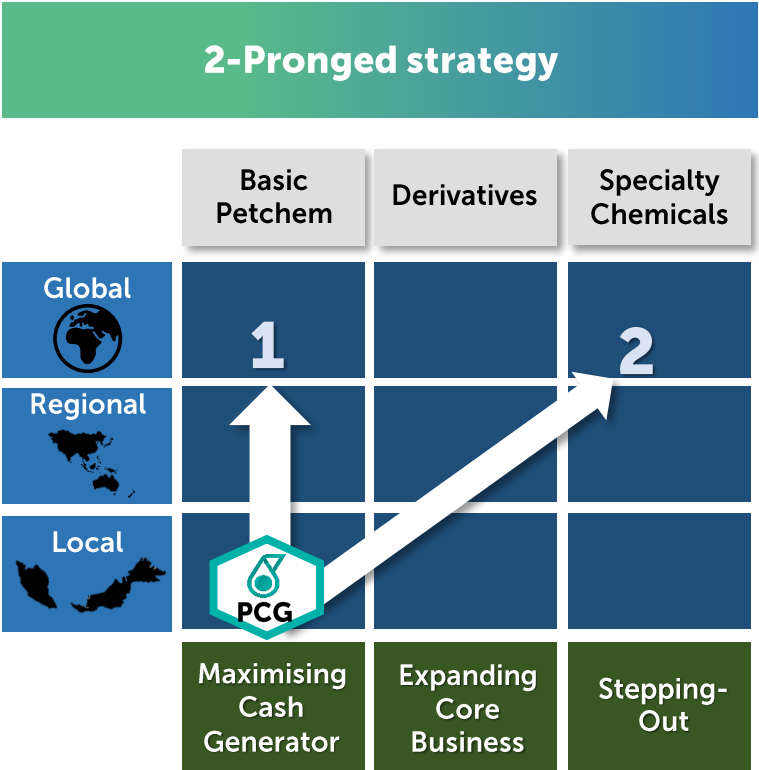 2-Pronged strategy
Basic
Petchem
Derivatives
Specialty
Chemicals
Global
1
2
Regional
Local
PCG
Maximising
Cash
Generator
Expanding
Core
Business
Stepping-
Out